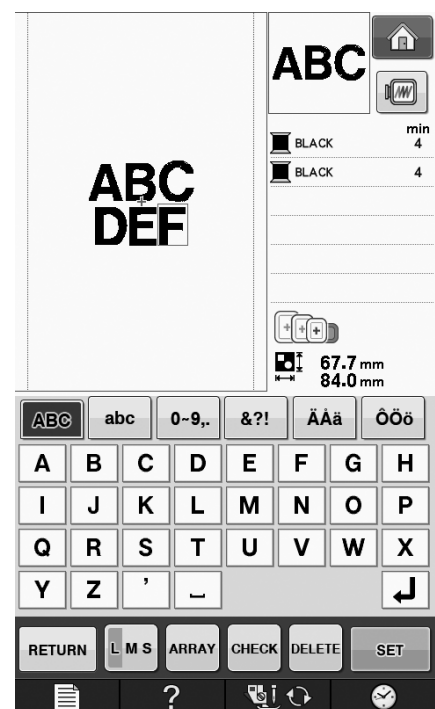 ABC
min
BLACK 4
BLACK 4
ABC
DEF
67.7 mm
84.0 mm
ABC abc 0~9,. &?! ÄÅä ÔÖö
A B C D E F G H
I J K L M N O P
Q R S T U V W X
Y Z ’ ⎵
RETURN L M S ARRAY CHECK DELETE SET
?